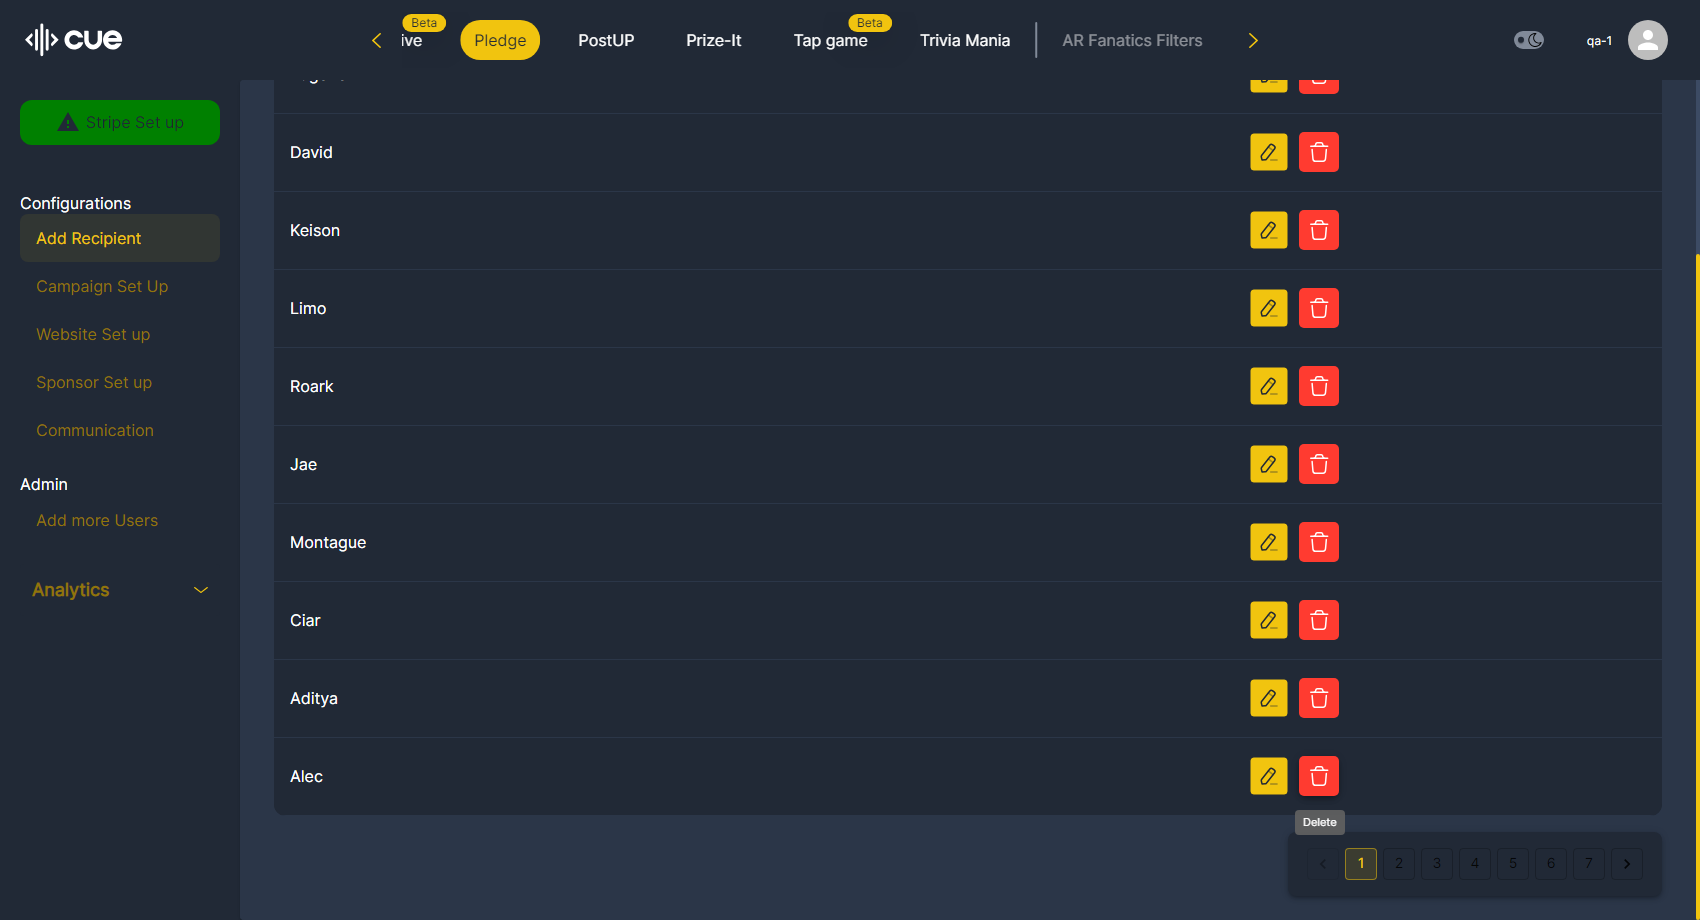 cue
Beta
ive
Pledge
PostUP
Prize-It
Beta
Tap game
Trivia Mania
AR Fanatics Filters
qa-1
Stripe Set up
Configurations
Add Recipient
Campaign Set Up
Website Set up
Sponsor Set up
Communication
Admin
Add more Users
Analytics
David
Keison
Limo
Roark
Jae
Montague
Ciar
Aditya
Alec
Delete
1 2 3 4 5 6 7